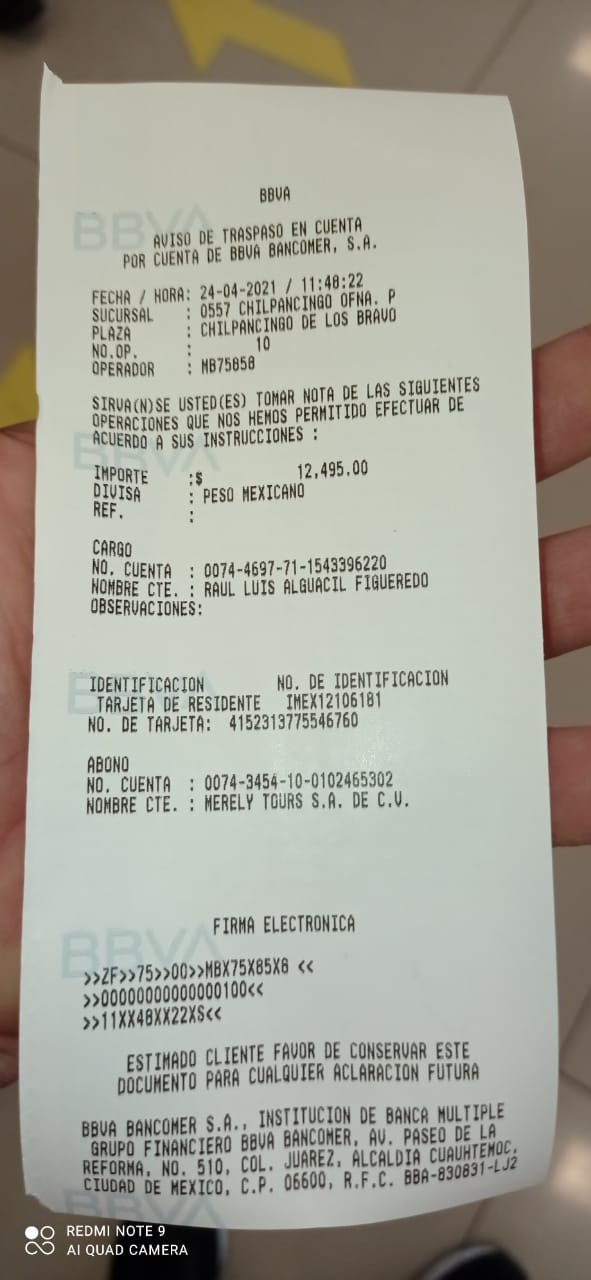 BBVA
AVISO DE TRASPASO EN CUENTA
POR CUENTA DE BBVA BANCOMER, S.A.
FECHA / HORA: 24-04-2021 / 11:48:22
SUCURSAL : 0557 CHILPANCINGO OFNA. P
PLAZA : CHILPANCINGO DE LOS BRAVO
NO.OP. : 10
OPERADOR : MB75858
SIRVA(N)SE USTED(ES) TOMAR NOTA DE LAS SIGUIENTES
OPERACIONES QUE NOS HEMOS PERMITIDO EFECTUAR DE
ACUERDO A SUS INSTRUCCIONES :
IMPORTE :$ 12,495.00
DIVISA : PESO MEXICANO
REF. :
CARGO
NO. CUENTA : 0074-4697-71-1543396220
NOMBRE CTE. : RAUL LUIS ALGUACIL FIGUEREDO
OBSERVACIONES:
IDENTIFICACION NO. DE IDENTIFICACION
TARJETA DE RESIDENTE IMEX12106181
NO. DE TARJETA: 4152313775546760
ABONO
NO. CUENTA : 0074-3454-10-0102465302
NOMBRE CTE. : MERELY TOURS S.A. DE C.V.
FIRMA ELECTRONICA
>>ZF>>75>>00>>MBX75X85X8 <<
>>00000000000000100<<
>>11XX48XX22XS<<
ESTIMADO CLIENTE FAVOR DE CONSERVAR ESTE
DOCUMENTO PARA CUALQUIER ACLARACION FUTURA
BBVA BANCOMER S.A., INSTITUCION DE BANCA MULTIPLE
GRUPO FINANCIERO BBVA BANCOMER, AV. PASEO DE LA
REFORMA, NO. 510, COL. JUAREZ, ALCALDIA CUAUHTEMOC,
CIUDAD DE MEXICO, C.P. 06600, R.F.C. BBA-830831-LJ2
REDMI NOTE 9
AI QUAD CAMERA